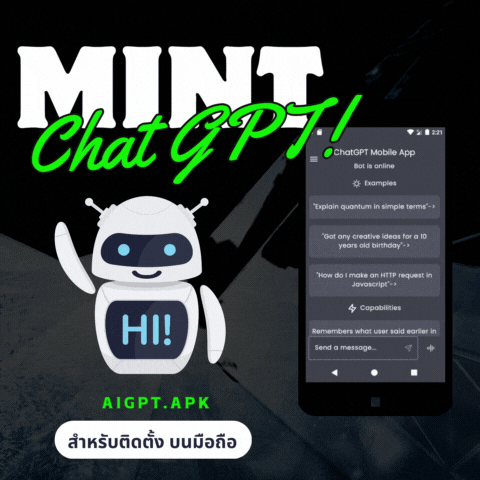 MINT
Chat GPT!
2:21
ChatGPT Mobile App
Bot is online
Examples
"Explain quantum in simple terms"->
"Got any creative ideas for a 10
years old birthday"->
"How do I make an HTTP request in
Javascript"->
Capabilities
Remembers what user said earlier in
Send a message...
HI!
AIGPT.APK
สำหรับติดตั้ง บนมือถือ